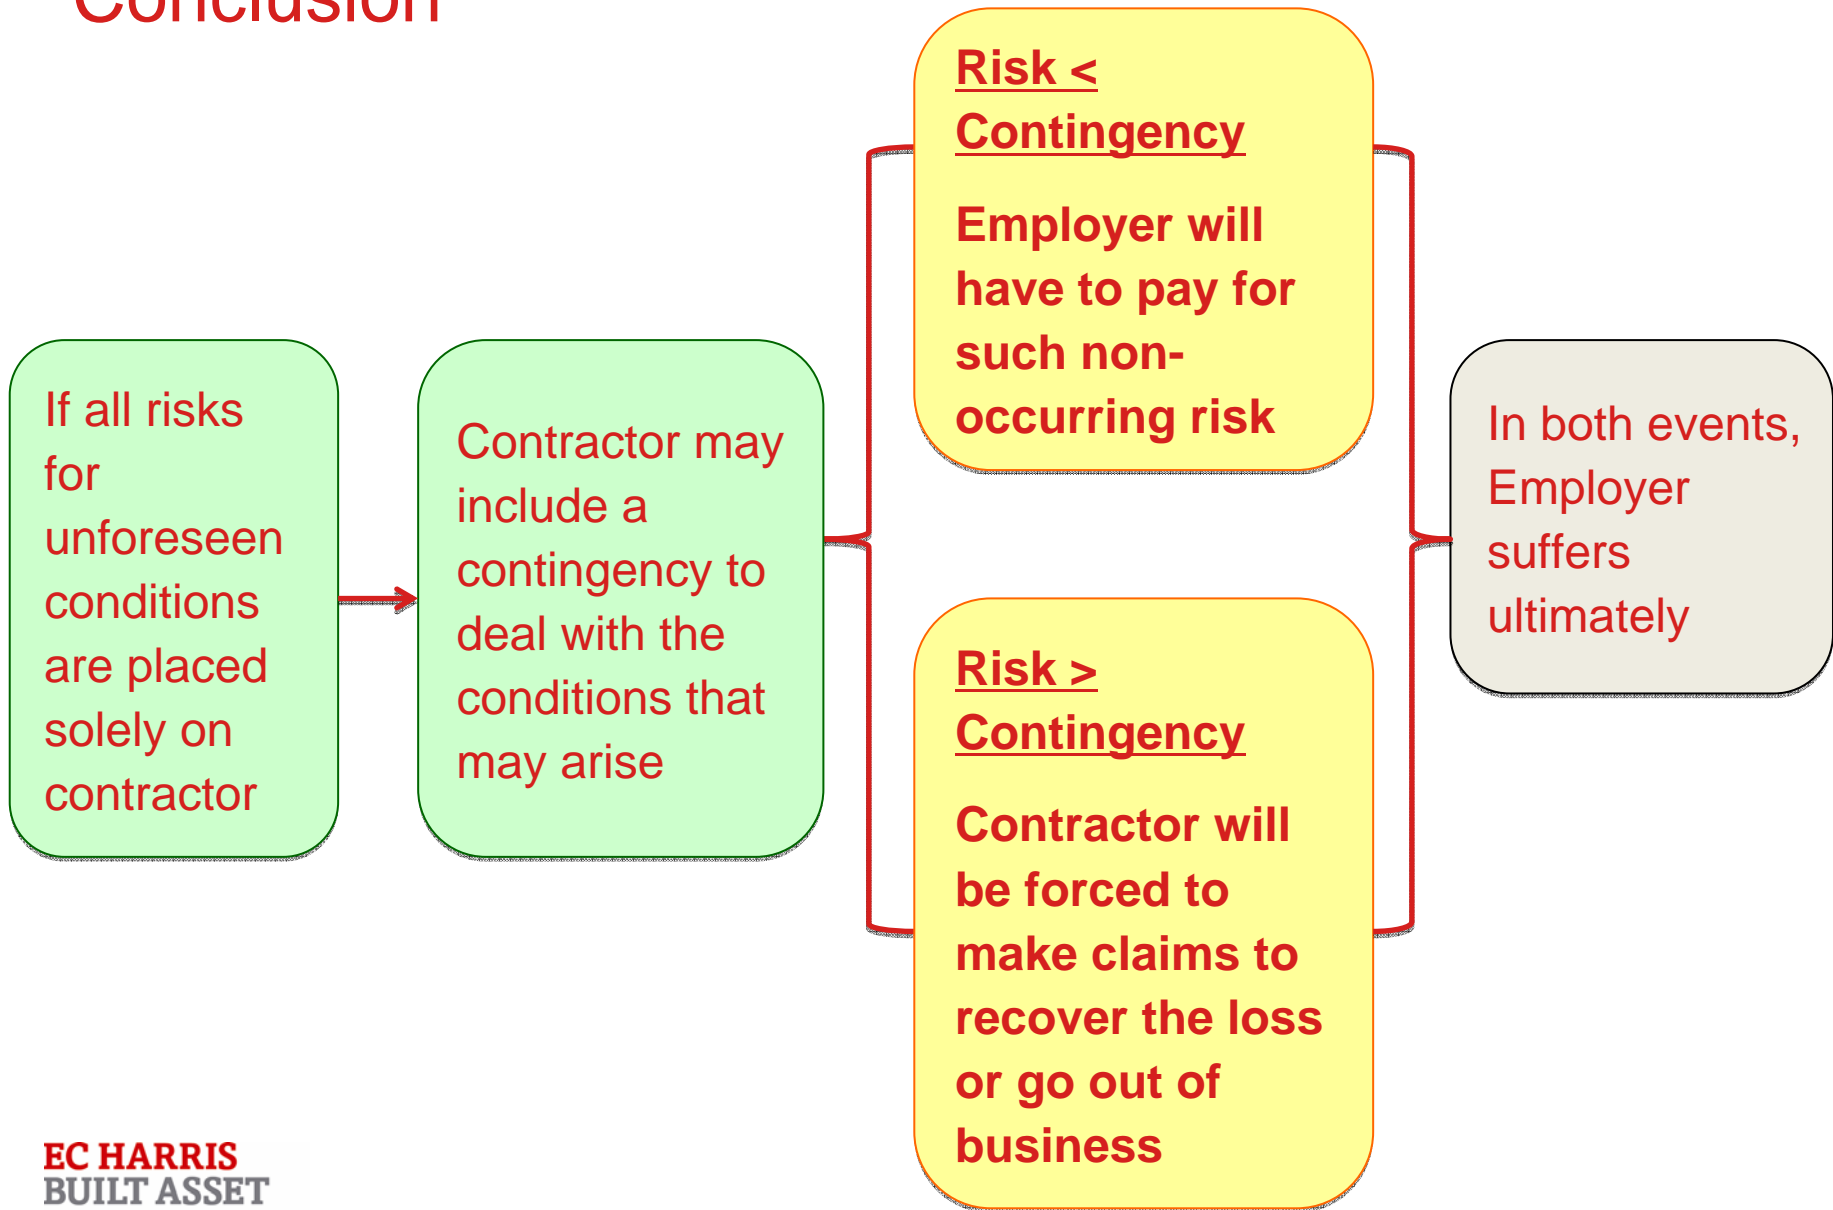 Conclusion
If all risks
for
unforeseen
conditions
are placed
solely on
contractor
Contractor may
include a
contingency to
deal with the
conditions that
may arise
Risk <
Contingency
Employer will
have to pay for
such non-
occurring risk
Risk >
Contingency
Contractor will
be forced to
make claims to
recover the loss
or go out of
business
In both events,
Employer
suffers
ultimately
EC HARRIS
BUILT ASSET